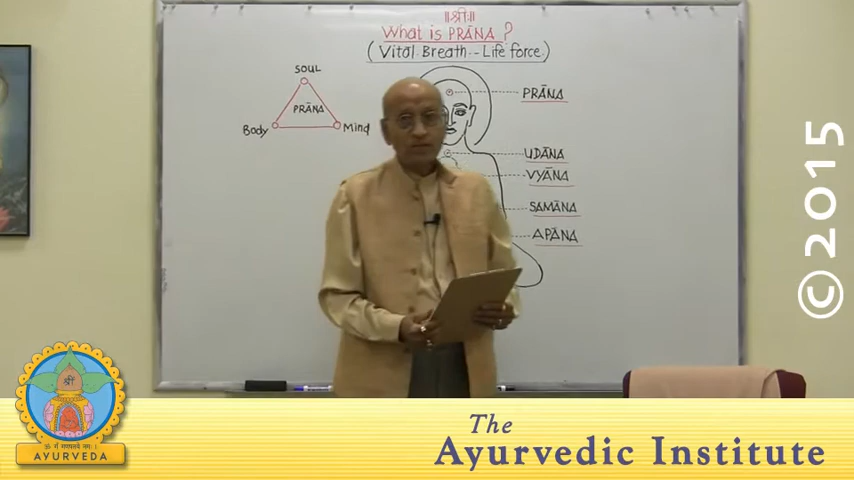 ॥श्रीः॥
What is PRĀNA ?
(Vital Breath -- Life force)
SOUL
PRĀNA
Body
Mind
PRĀNA
UDĀNA
VYĀNA
SAMĀNA
APĀNA
©2015
श्री
AYURVEDA
The
Ayurvedic Institute